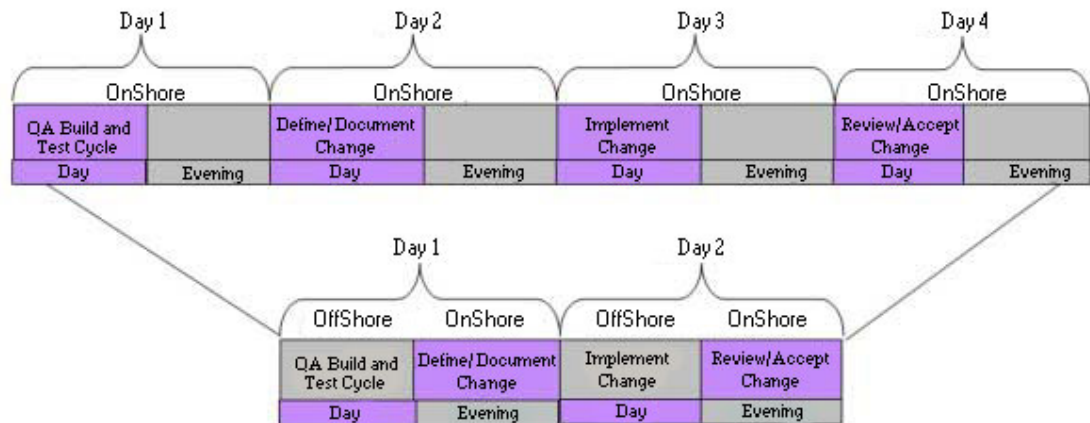 Day 1 Day 2 Day 3 Day 4
OnShore OnShore OnShore OnShore
QA Build and Test Cycle Define/Document Change Implement Change Review/Accept Change
Day Evening Day Evening Day Evening Day Evening
Day 1 Day 2
OffShore OnShore OffShore OnShore
QA Build and Test Cycle Define/Document Change Implement Change Review/Accept Change
Day Evening Day Evening